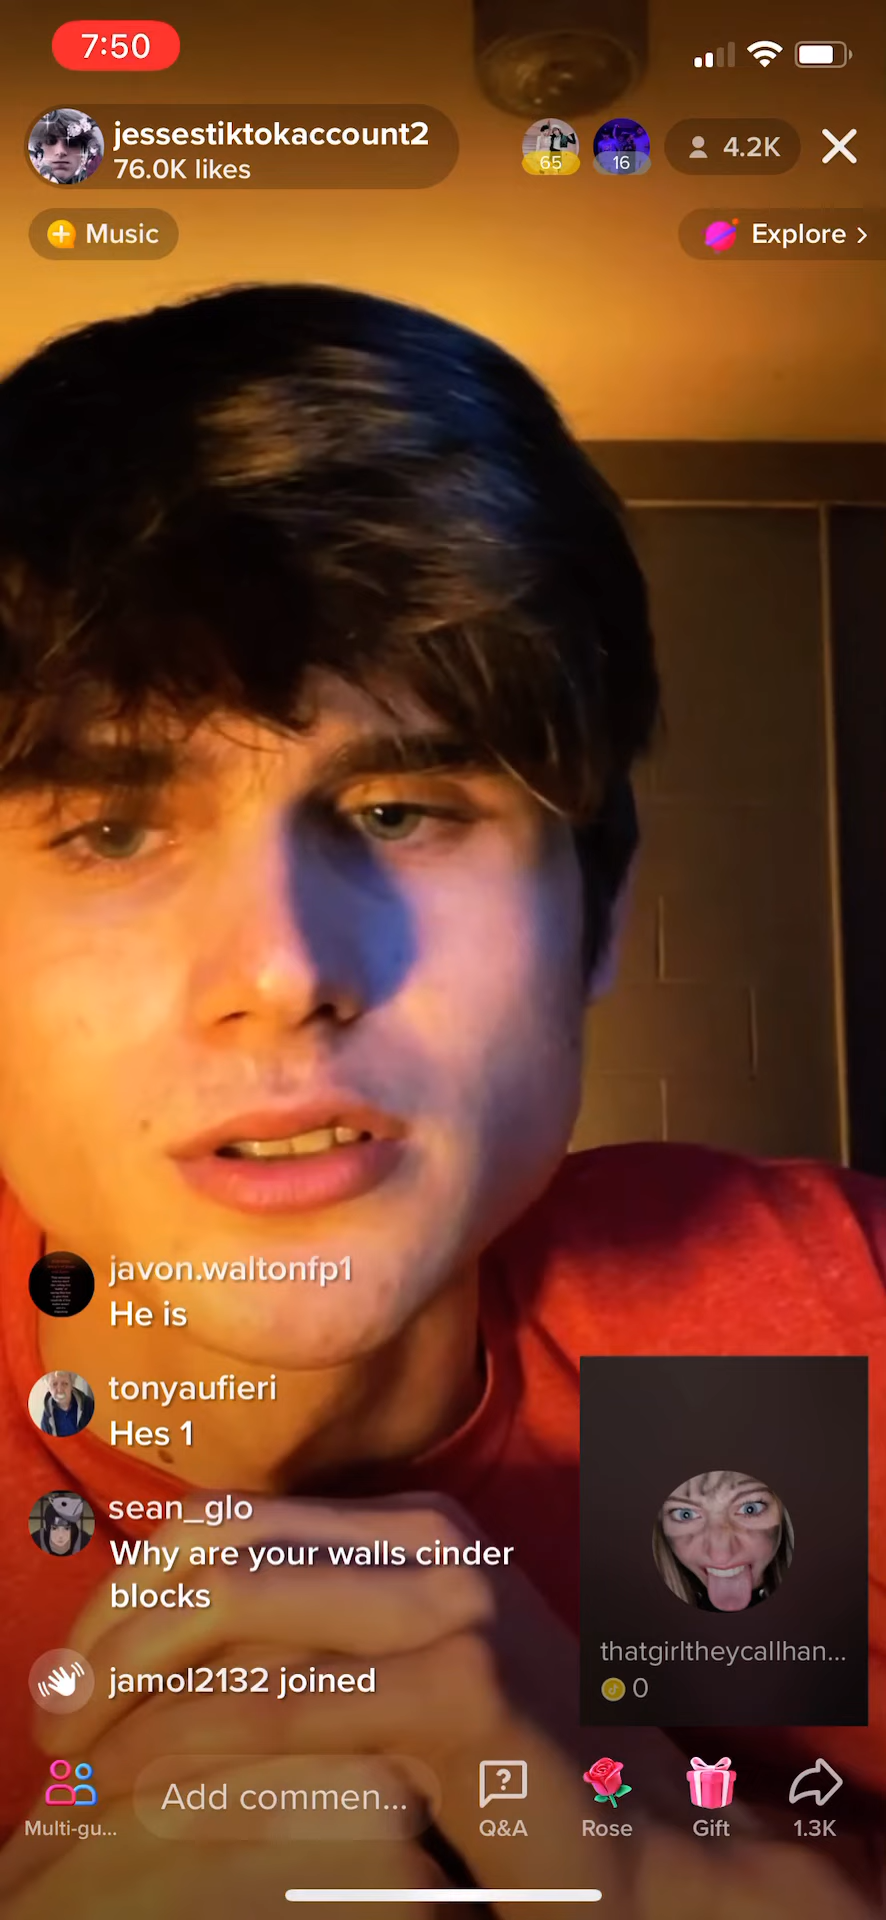 7:50
jessestiktokaccount2
76.0K likes
65
16
4.2K
Music
Explore >
javon.waltonfp1
He is
tonyaufieri
Hes 1
sean_glo
Why are your walls cinder
blocks
jamol2132 joined
thatgirltheycallhan...
0
Add commen...
Multi-gu...
Q&A
Rose
Gift
1.3K